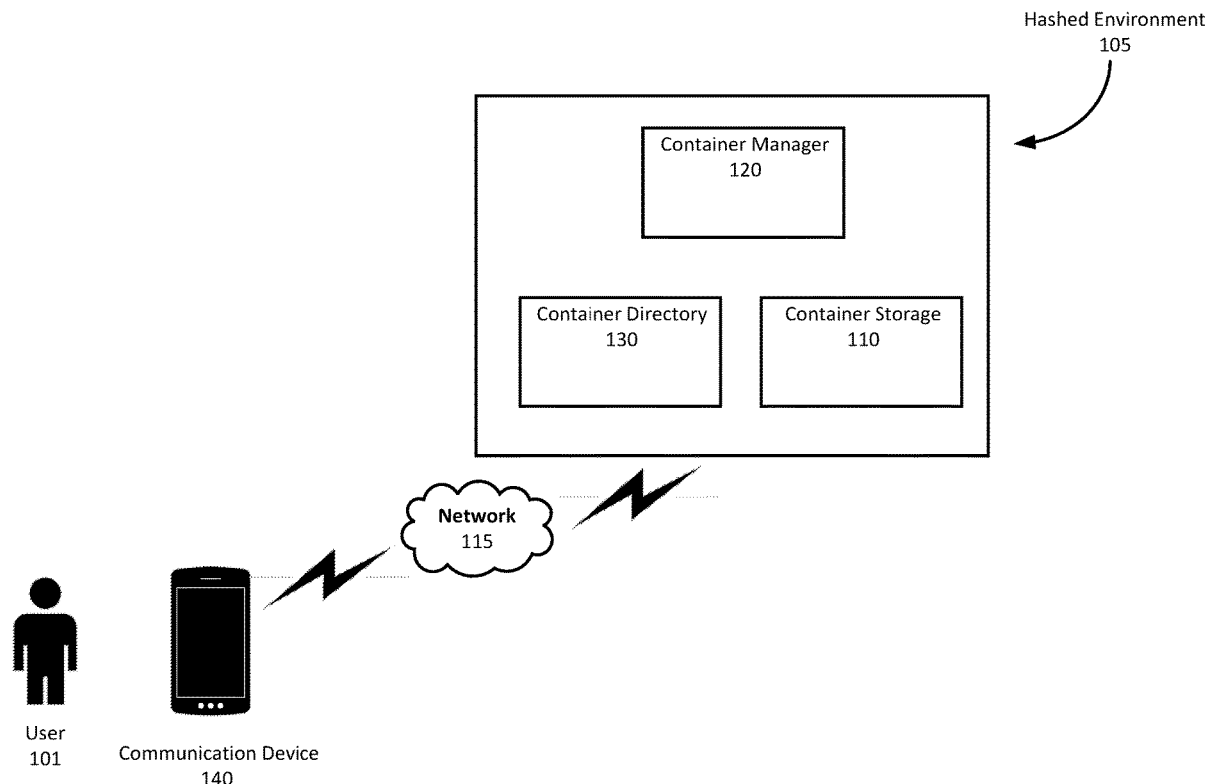 Hashed Environment
105
Container Manager
120
Container Directory
130
Container Storage
110
Network
115
User
101
Communication Device
140